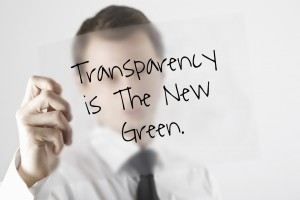 Transparency
is The New
Green.